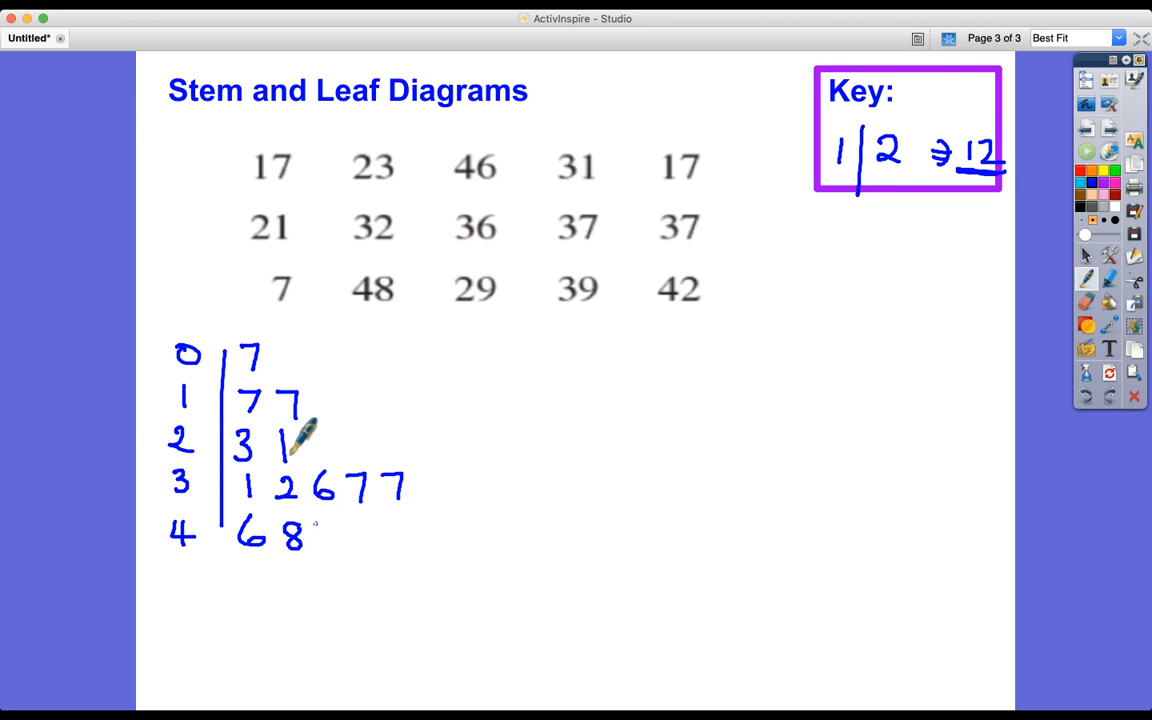 ActivInspire - Studio
Untitled*
Page 3 of 3
Best Fit
Stem and Leaf Diagrams
Key:
1 | 2 ⇒ 12
17 23 46 31 17
21 32 36 37 37
7 48 29 39 42
0 | 7
1 | 7 7
2 | 3 1
3 | 1 2 6 7 7
4 | 6 8